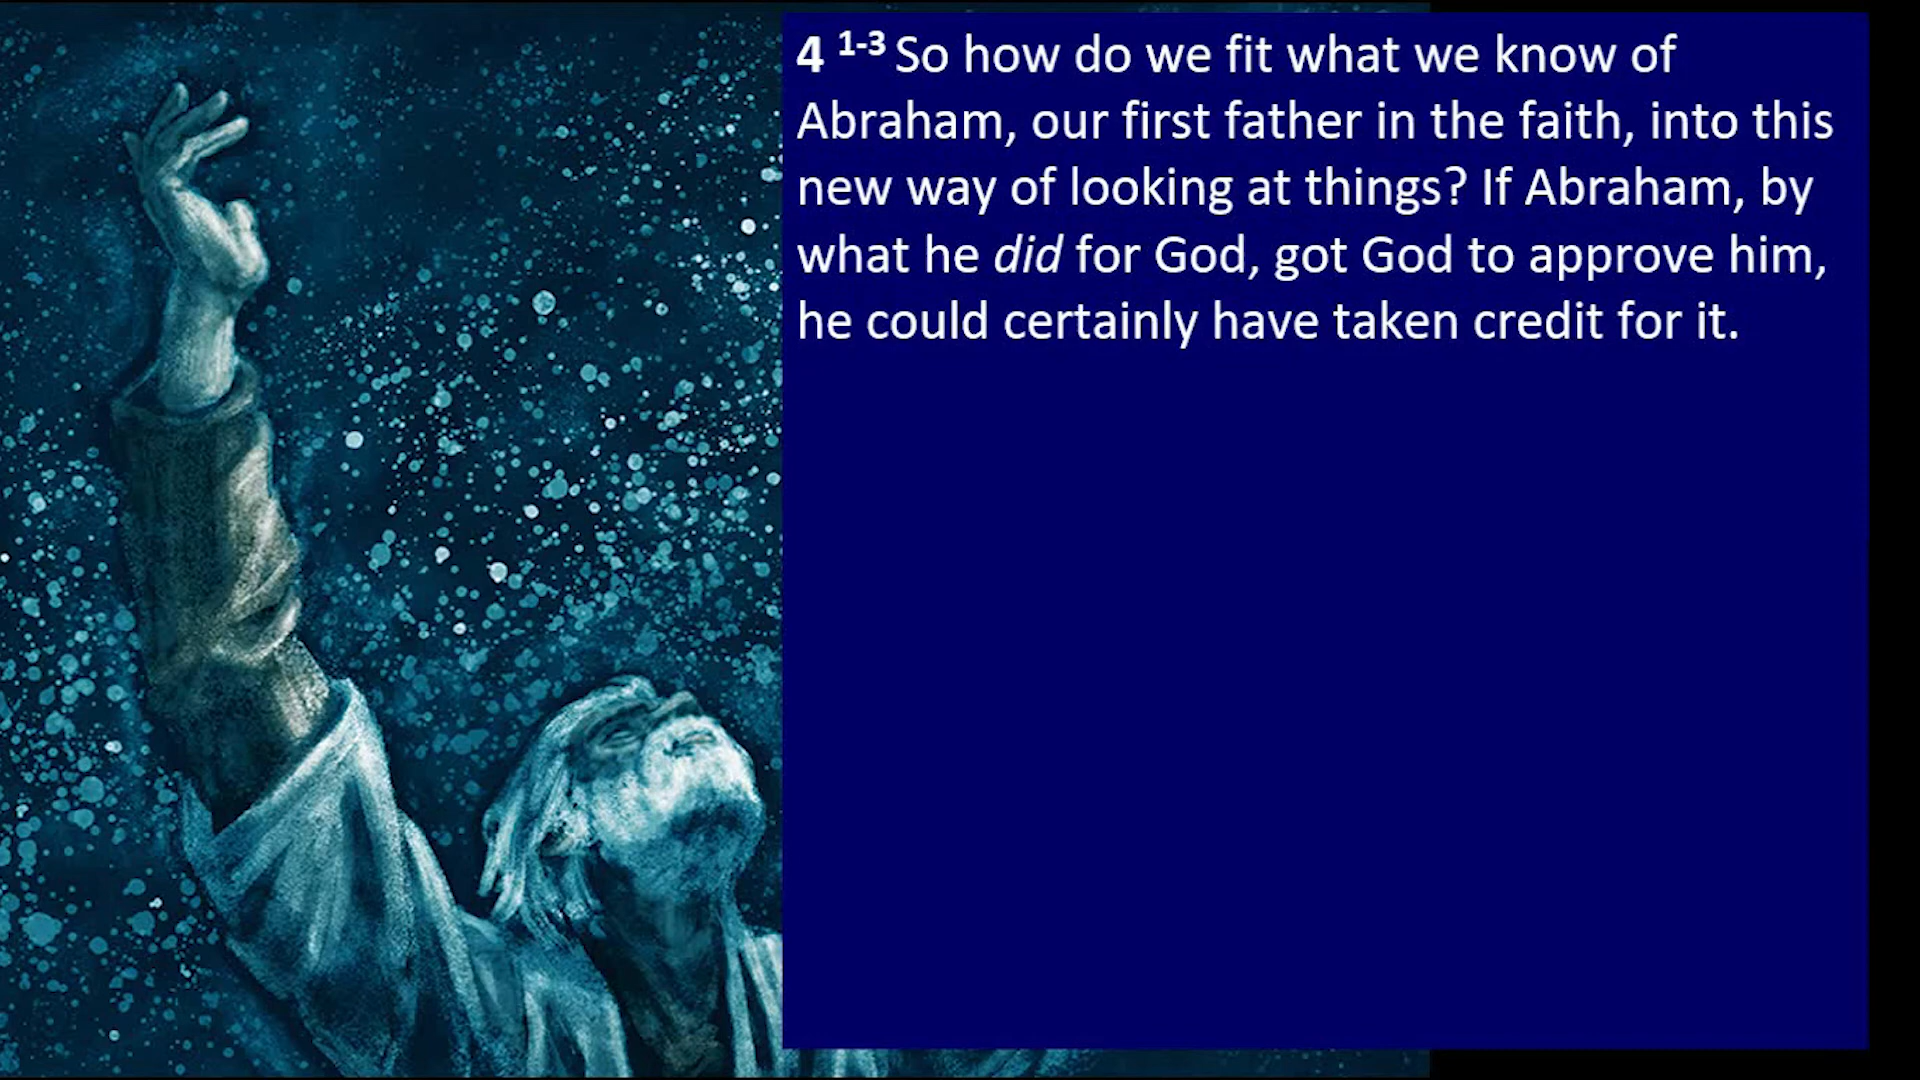 4 1-3 So how do we fit what we know of
Abraham, our first father in the faith, into this
new way of looking at things? If Abraham, by
what he did for God, got God to approve him,
he could certainly have taken credit for it.